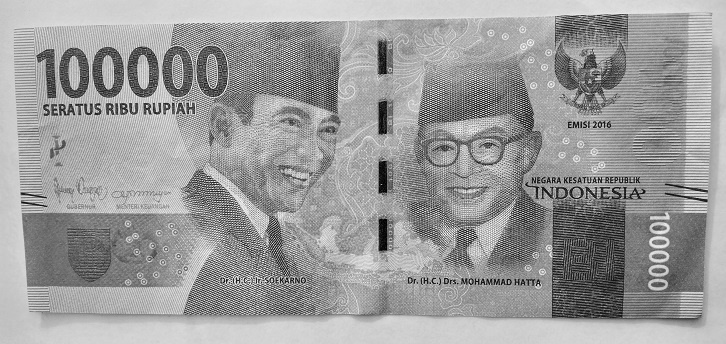 100000
SERATUS RIBU RUPIAH
EMISI 2016
NEGARA KESATUAN REPUBLIK
INDONESIA
GUBERNUR
MENTERI KEUANGAN
100000
Dr. (H.C.) Ir. SOEKARNO
Dr. (H.C.) Drs. MOHAMMAD HATTA